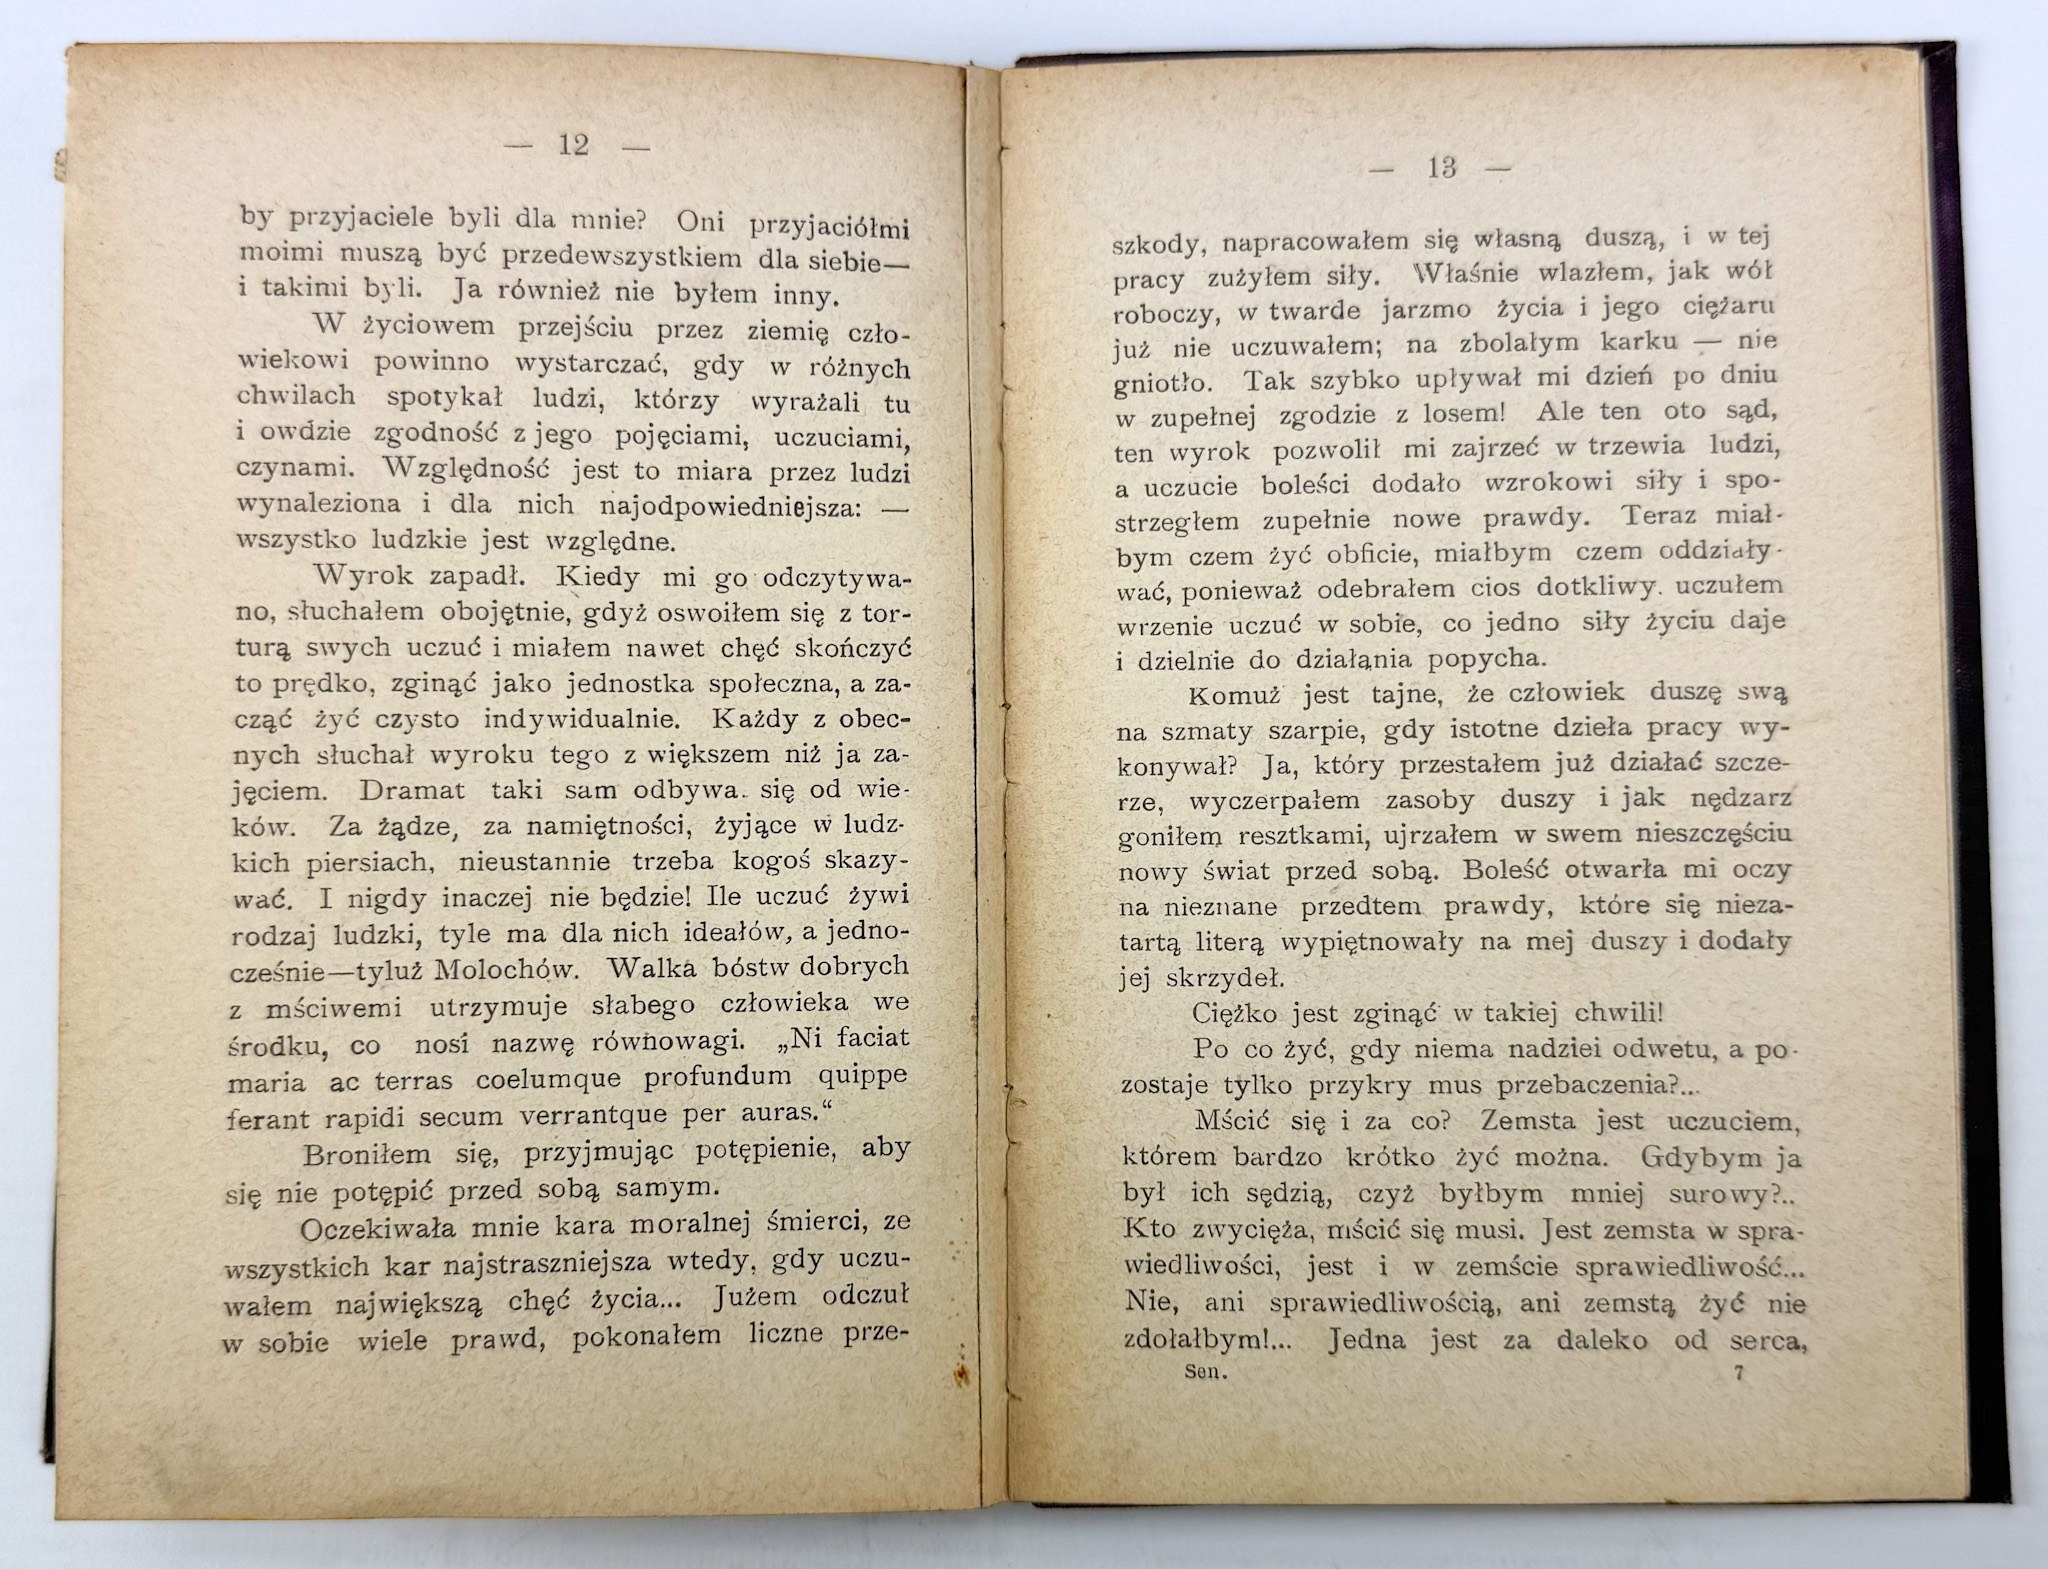 — 12 —
by przyjaciele byli dla mnie? Oni przyjaciółmi
moimi muszą być przedewszystkiem dla siebie—
i takimi byli. Ja również nie byłem inny.
W życiowem przejściu przez ziemię czło-
wiekowi powinno wystarczać, gdy w różnych
chwilach spotykał ludzi, którzy wyrażali tu
i owdzie zgodność z jego pojęciami, uczuciami,
czynami. Względność jest to miara przez ludzi
wynaleziona i dla nich najodpowiedniejsza: —
wszystko ludzkie jest względne.
Wyrok zapadł. Kiedy mi go odczytywa-
no, słuchałem obojętnie, gdyż oswoiłem się z tor-
turą swych uczuć i miałem nawet chęć skończyć
to prędko, zginąć jako jednostka społeczna, a za-
cząć żyć czysto indywidualnie. Każdy z obec-
nych słuchał wyroku tego z większem niż ja za-
jęciem. Dramat taki sam odbywa. się od wie-
ków. Za żądze, za namiętności, żyjące w ludz-
kich piersiach, nieustannie trzeba kogoś skazy-
wać. I nigdy inaczej nie będzie! Ile uczuć żywi
rodzaj ludzki, tyle ma dla nich ideałów, a jedno-
cześnie—tyluż Molochów. Walka bóstw dobrych
z mściwemi utrzymuje słabego człowieka we
środku, co nosi nazwę równowagi. „Ni faciat
maria ac terras coelumque profundum quippe
ferant rapidi secum verrantque per auras.“
Broniłem się, przyjmując potępienie, aby
się nie potępić przed sobą samym.
Oczekiwała mnie kara moralnej śmierci, ze
wszystkich kar najstraszniejsza wtedy, gdy uczu-
wałem największą chęć życia... Jużem odczuł
w sobie wiele prawd, pokonałem liczne prze-
— 13 —
szkody, napracowałem się własną duszą, i w tej
pracy zużyłem siły. Właśnie wlazłem, jak wół
roboczy, w twarde jarzmo życia i jego ciężaru
już nie uczuwałem; na zbolałym karku — nie
gniotło. Tak szybko upływał mi dzień po dniu
w zupełnej zgodzie z losem! Ale ten oto sąd,
ten wyrok pozwolił mi zajrzeć w trzewia ludzi,
a uczucie boleści dodało wzrokowi siły i spo-
strzegłem zupełnie nowe prawdy. Teraz miał-
bym czem żyć obficie, miałbym czem oddziały-
wać, ponieważ odebrałem cios dotkliwy. uczułem
wrzenie uczuć w sobie, co jedno siły życiu daje
i dzielnie do działąnia popycha.
Komuż jest tajne, że człowiek duszę swą
na szmaty szarpie, gdy istotne dzieła pracy wy-
konywał? Ja, który przestałem już działać szcze-
rze, wyczerpałem zasoby duszy i jak nędzarz
goniłem resztkami, ujrzałem w swem nieszczęściu
nowy świat przed sobą. Boleść otwarła mi oczy
na nieznane przedtem prawdy, które się nieza-
tartą literą wypiętnowały na mej duszy i dodały
jej skrzydeł.
Ciężko jest zginąć w takiej chwili!
Po co żyć, gdy niema nadziei odwetu, a po-
zostaje tylko przykry mus przebaczenia?...
Mścić się i za co? Zemsta jest uczuciem,
którem bardzo krótko żyć można. Gdybym ja
był ich sędzią, czyż byłbym mniej surowy?..
Kto zwycięża, mścić się musi. Jest zemsta w spra-
wiedliwości, jest i w zemście sprawiedliwość...
Nie, ani sprawiedliwością, ani zemstą żyć nie
zdołałbym!... Jedna jest za daleko od serca,
Sen. 7